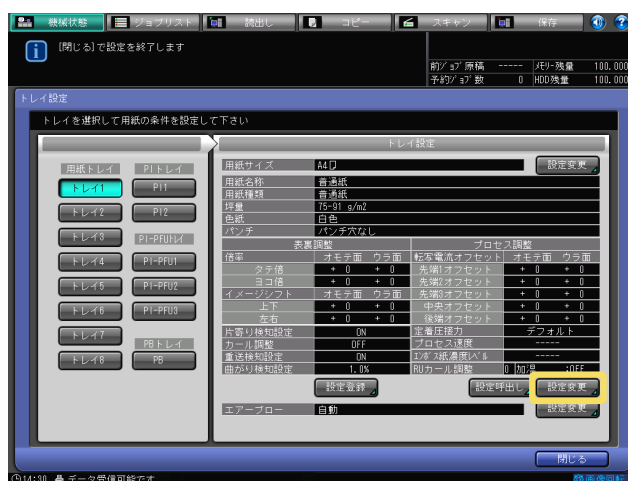 機械状態 ジョブリスト 読出し コピー スキャン 保存
[閉じる]で設定を終了します
前ジョブ原稿 ----- メモリー残量 100.000
予約ジョブ数 0 HDD残量 100.000
トレイ設定
トレイを選択して用紙の条件を設定して下さい
トレイ設定
用紙トレイ PIトレイ
トレイ1 PI1
トレイ2 PI2
トレイ3 PI-PFUトレイ
トレイ4 PI-PFU1
トレイ5 PI-PFU2
トレイ6 PI-PFU3
トレイ7 PBトレイ
トレイ8 PB
用紙サイズ A4 設定変更
用紙名称 普通紙
用紙種類 普通紙
坪量 75-91 g/m2
色紙 白色
パンチ パンチ穴なし
表裏調整 プロセス調整
倍率 オモテ面 ウラ面 転写電流オフセット オモテ面 ウラ面
タテ倍 + 0 + 0 先端1オフセット + 0 + 0
ヨコ倍 + 0 + 0 先端2オフセット + 0 + 0
イメージシフト オモテ面 ウラ面 先端3オフセット + 0 + 0
上下 + 0 + 0 中央オフセット + 0 + 0
左右 + 0 + 0 後端オフセット + 0 + 0
片寄り検知設定 ON 定着圧接力 デフォルト
カール調整 OFF プロセス速度 -----
重送検知設定 ON エンボス紙濃度レベル -----
曲がり検知設定 1.0% RUカール調整 0 加湿 :OFF
設定登録 設定呼出し 設定変更
エアーブロー 自動 設定変更
閉じる
14:30 データ受信可能です 画像回転